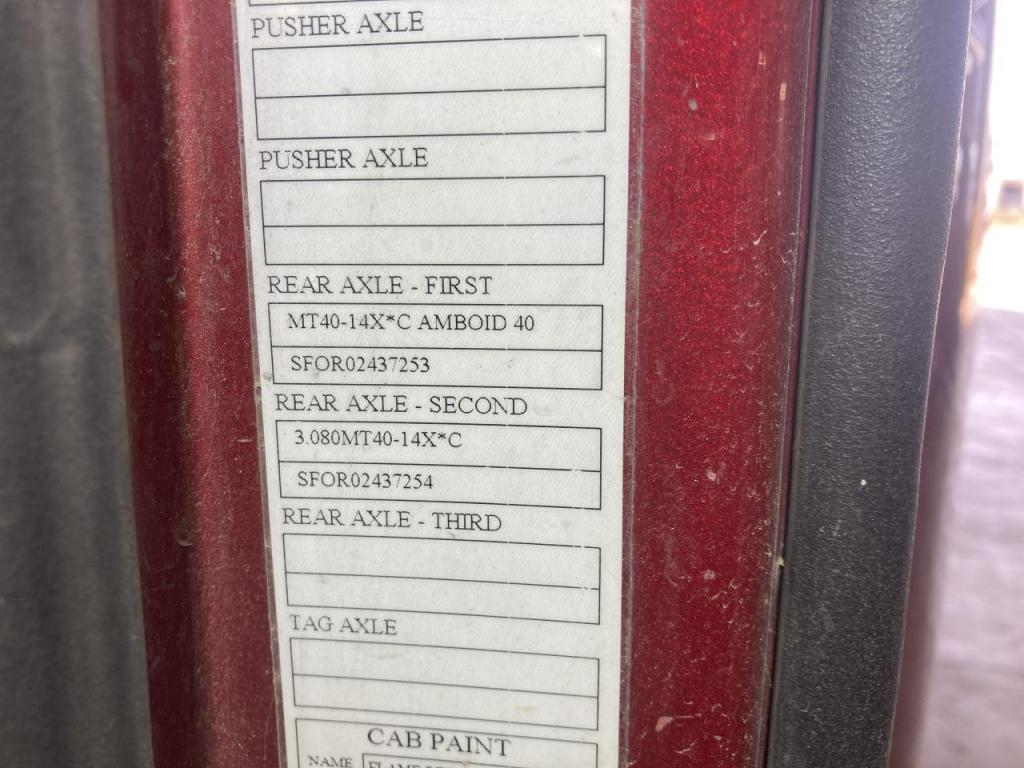 PUSHER AXLE
PUSHER AXLE
REAR AXLE - FIRST
MT40-14X*C AMBOID 40
SFOR02437253
REAR AXLE - SECOND
3.080MT40-14X*C
SFOR02437254
REAR AXLE - THIRD
TAG AXLE
CAB PAINT
NAME